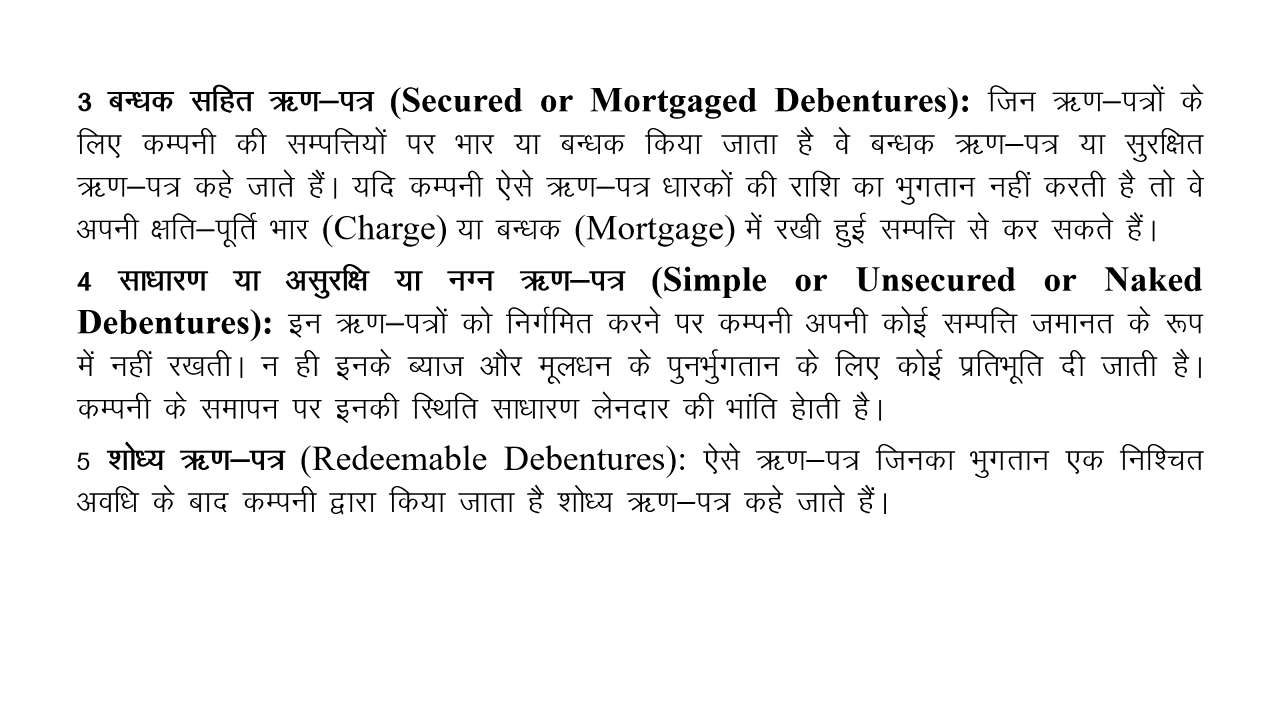 3 बन्धक सहित ऋण–पत्र (Secured or Mortgaged Debentures): जिन ऋण–पत्रों के
लिए कम्पनी की सम्पत्तियों पर भार या बन्धक किया जाता है वे बन्धक ऋण–पत्र या सुरक्षित
ऋण–पत्र कहे जाते हैं। यदि कम्पनी ऐसे ऋण–पत्र धारकों की राशि का भुगतान नहीं करती है तो वे
अपनी क्षति–पूर्ति भार (Charge) या बन्धक (Mortgage) में रखी हुई सम्पत्ति से कर सकते हैं।
4 साधारण या असुरक्षि या नग्न ऋण–पत्र (Simple or Unsecured or Naked
Debentures): इन ऋण–पत्रों को निर्गमित करने पर कम्पनी अपनी कोई सम्पत्ति जमानत के रूप
में नहीं रखती। न ही इनके ब्याज और मूलधन के पुनर्भुगतान के लिए कोई प्रतिभूति दी जाती है।
कम्पनी के समापन पर इनकी स्थिति साधारण लेनदार की भांति हेाती है।
5 शोध्य ऋण–पत्र (Redeemable Debentures): ऐसे ऋण–पत्र जिनका भुगतान एक निश्चित
अवधि के बाद कम्पनी द्वारा किया जाता है शोध्य ऋण–पत्र कहे जाते हैं।